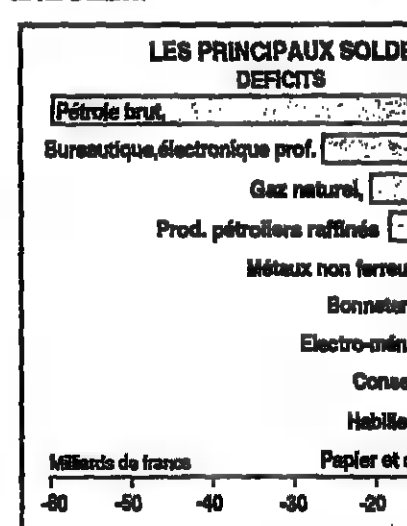 LES PRINCIPAUX SOLDE
DEFICITS
Pétrole brut,
Bureautique,électronique prof.
Gaz naturel,
Prod. pétroliers raffinés
Métaux non ferreu
Bonneter
Electro-mén
Conse
Habille
Papier et
Milliards de francs
-60 -50 -40 -30 -20